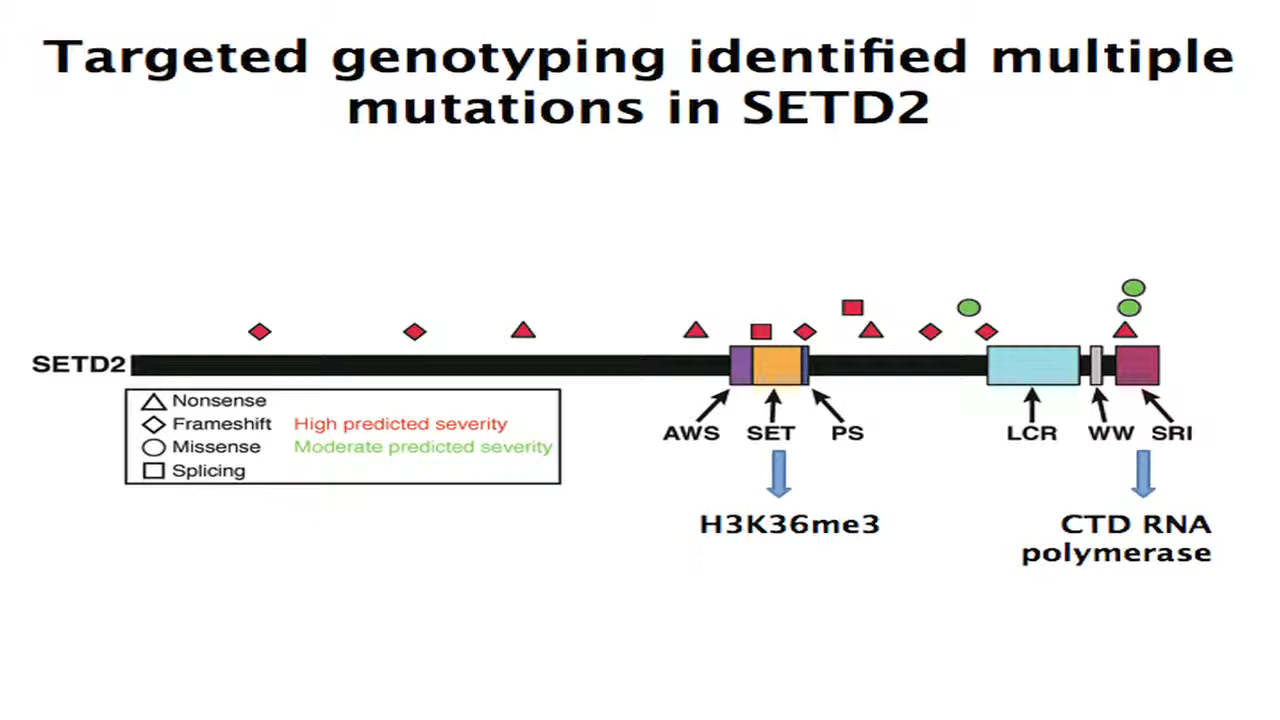 Targeted genotyping identified multiple
mutations in SETD2
SETD2
Nonsense
Frameshift High predicted severity
Missense Moderate predicted severity
Splicing
AWS SET PS LCR WW SRI
H3K36me3 CTD RNA
polymerase